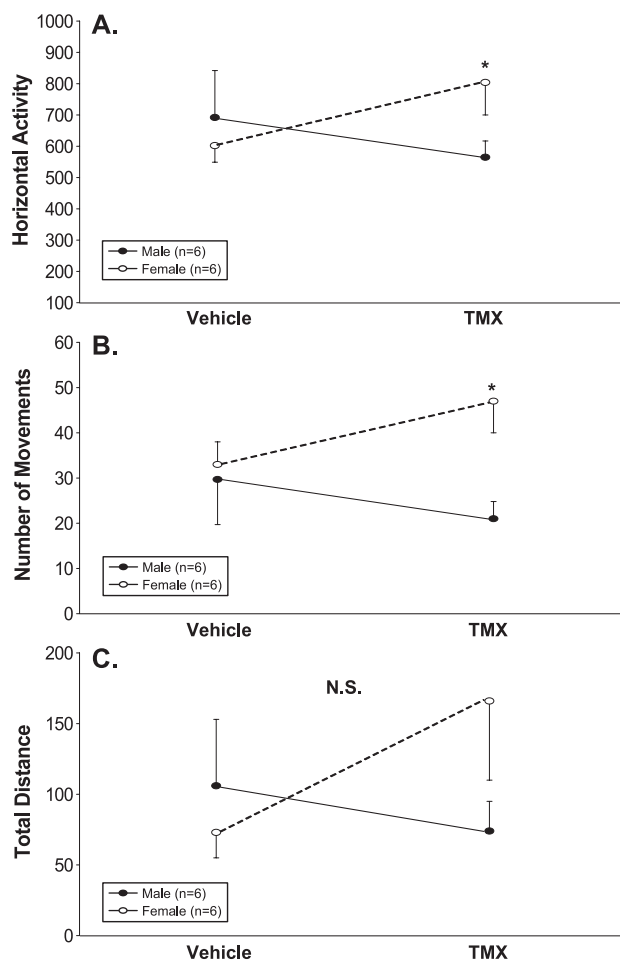 A.
Horizontal Activity
1000
900
800
700
600
500
400
300
200
100
*
Male (n=6)
Female (n=6)
Vehicle TMX
B.
Number of Movements
60
50
40
30
20
10
0
*
Male (n=6)
Female (n=6)
Vehicle TMX
C.
Total Distance
200
150
100
50
0
N.S.
Male (n=6)
Female (n=6)
Vehicle TMX